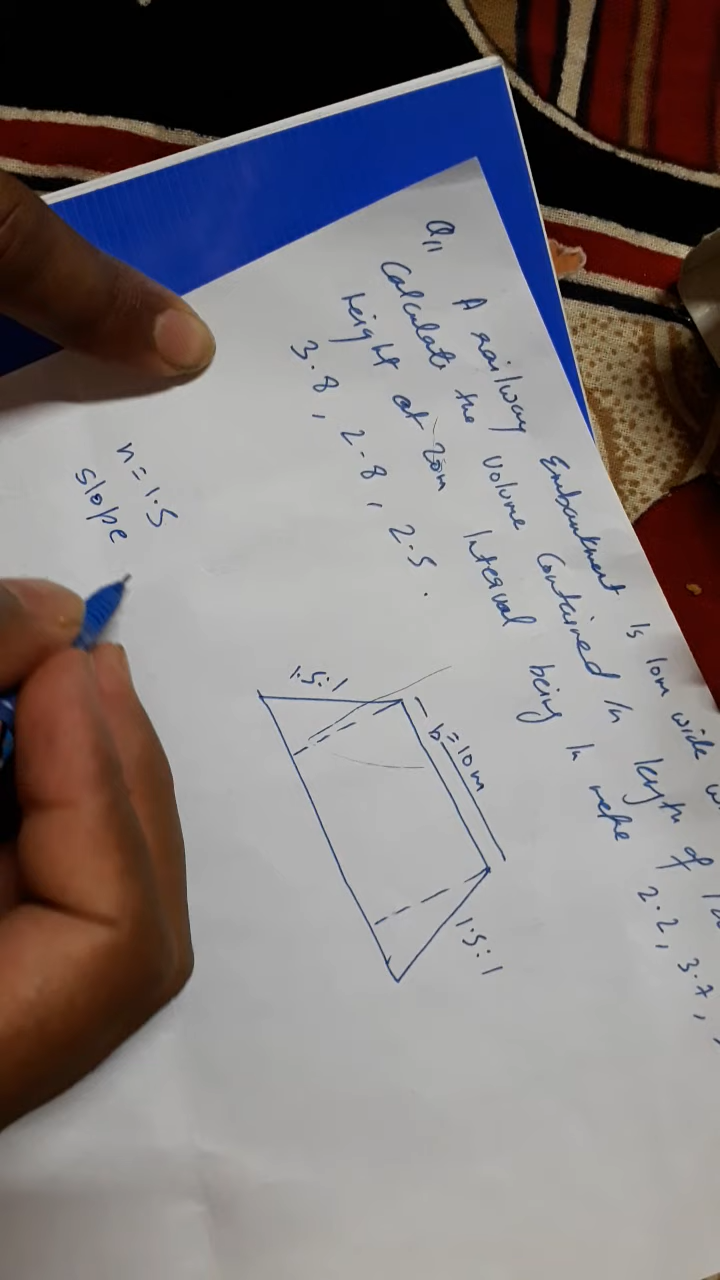 Q11 A railway Embankment is 10m wide
Calculate the Volume Contained in length of
height at 20m Interval being in metre 2.2, 3.7,
3.8, 2.8, 2.5.
n = 1.5
slope
1.5:1
b=10m
1.5:1